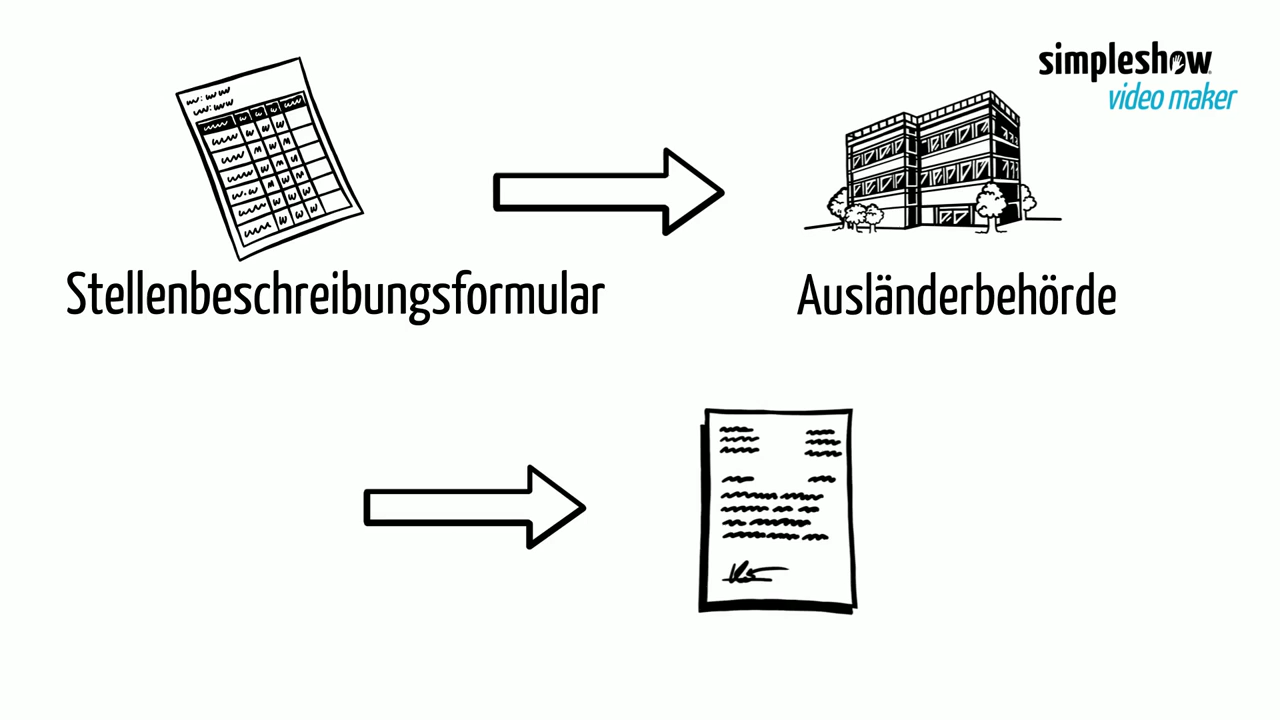 simpleshow
video maker
Stellenbeschreibungsformular
Ausländerbehörde